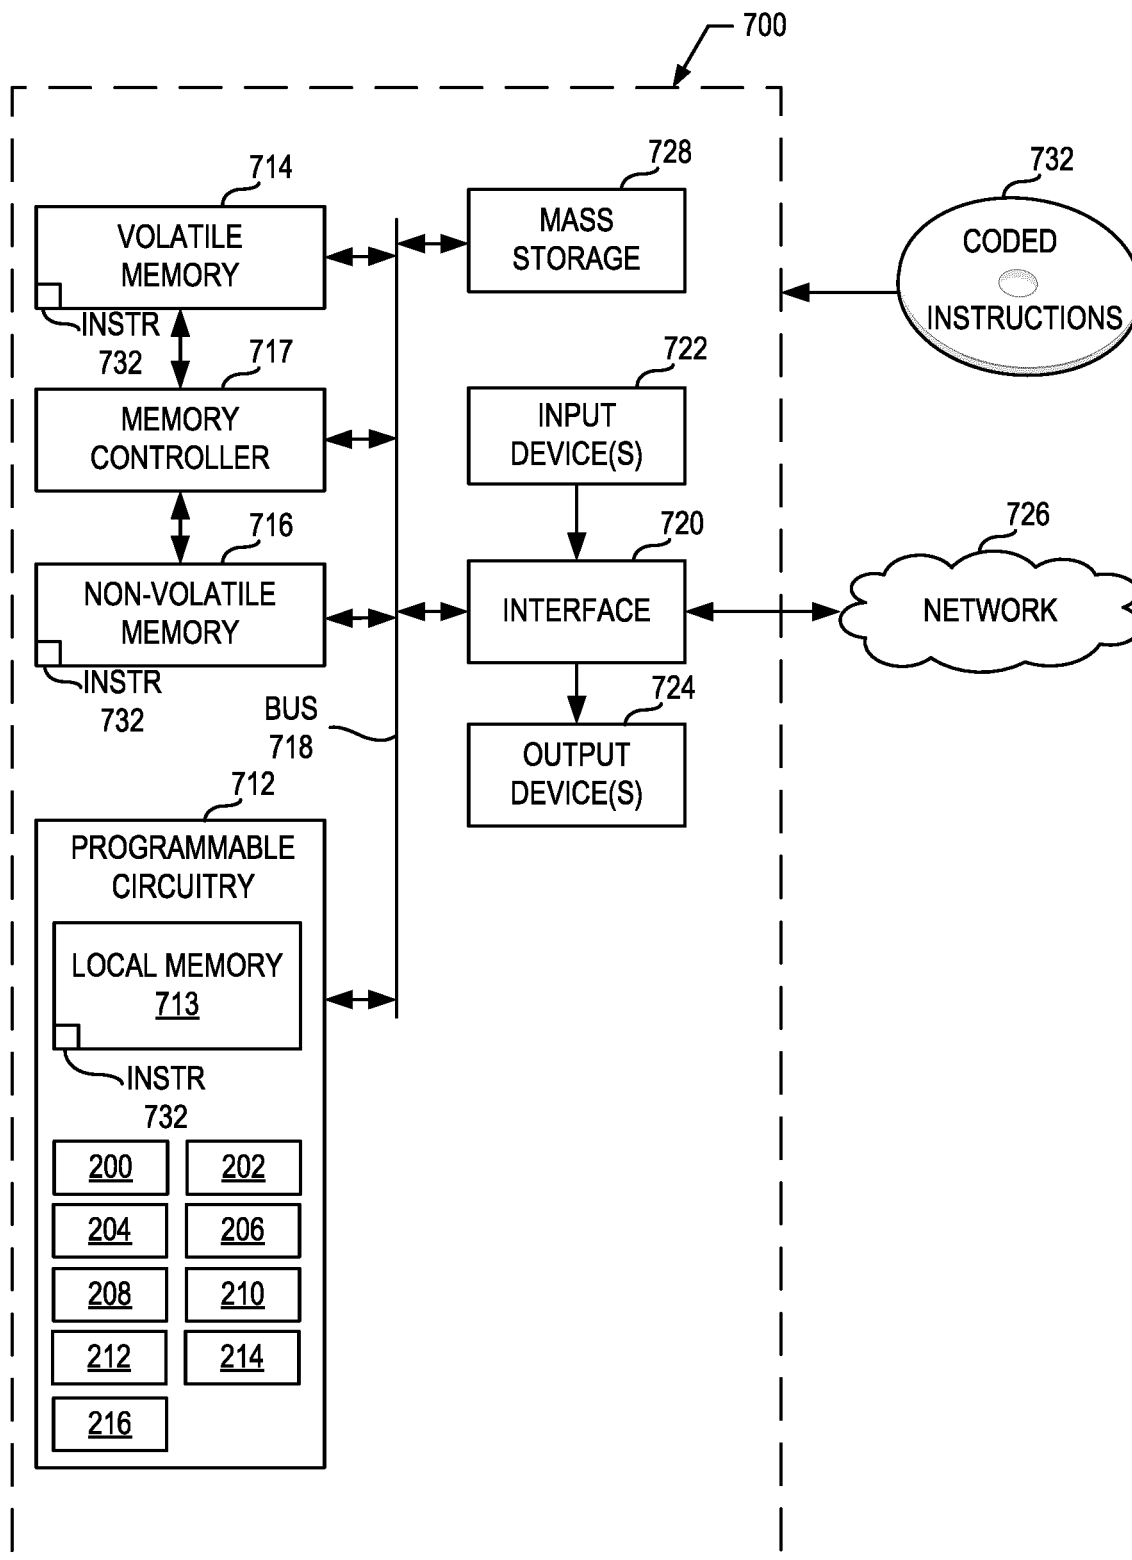 700
714
VOLATILE
MEMORY
INSTR
732
717
MEMORY
CONTROLLER
716
NON-VOLATILE
MEMORY
INSTR
732
BUS
718
712
PROGRAMMABLE
CIRCUITRY
LOCAL MEMORY
713
INSTR
732
200 202
204 206
208 210
212 214
216
728
MASS
STORAGE
722
INPUT
DEVICE(S)
720
INTERFACE
724
OUTPUT
DEVICE(S)
732
CODED
INSTRUCTIONS
726
NETWORK